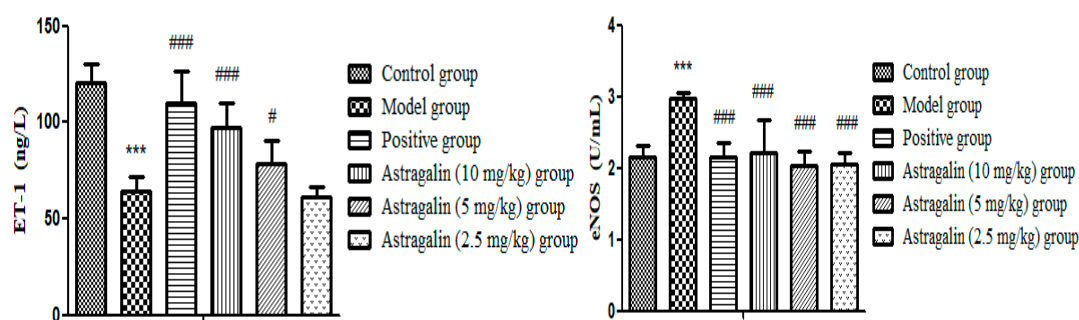 150
100
50
0
ET-1 (ng/L)
***
###
###
#
Control group
Model group
Positive group
Astragalin (10 mg/kg) group
Astragalin (5 mg/kg) group
Astragalin (2.5 mg/kg) group
4
3
2
1
0
eNOS (U/mL)
***
###
###
###
###
Control group
Model group
Positive group
Astragalin (10 mg/kg) group
Astragalin (5 mg/kg) group
Astragalin (2.5 mg/kg) group